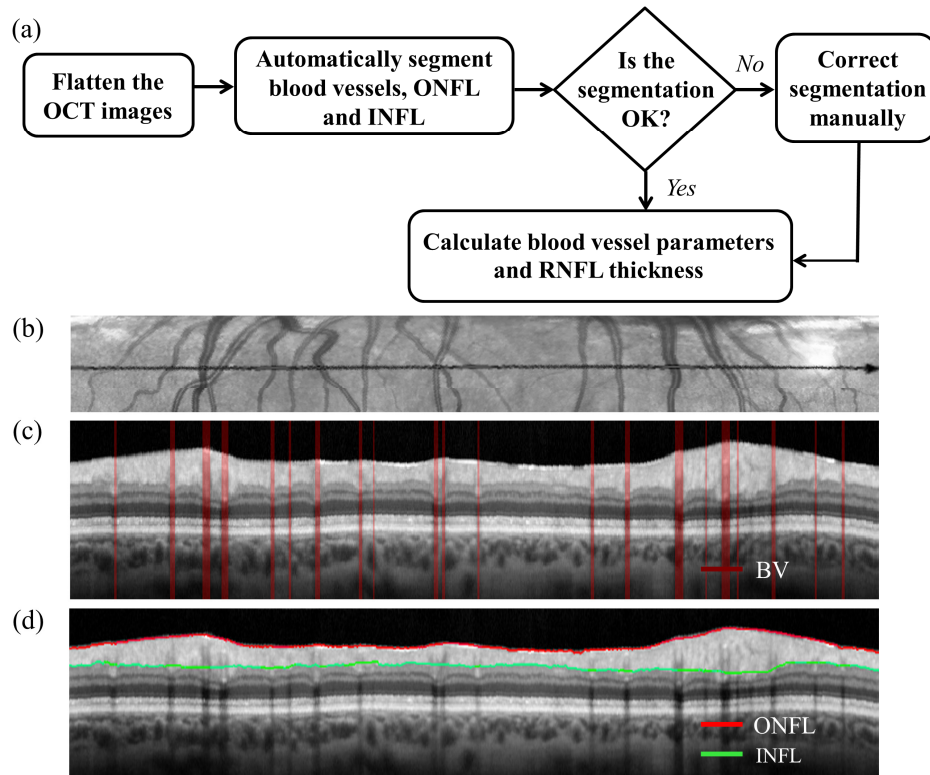 (a)
Flatten the
OCT images
Automatically segment
blood vessels, ONFL
and INFL
Is the
segmentation
OK?
No
Correct
segmentation
manually
Yes
Calculate blood vessel parameters
and RNFL thickness
(b)
(c)
BV
(d)
ONFL
INFL